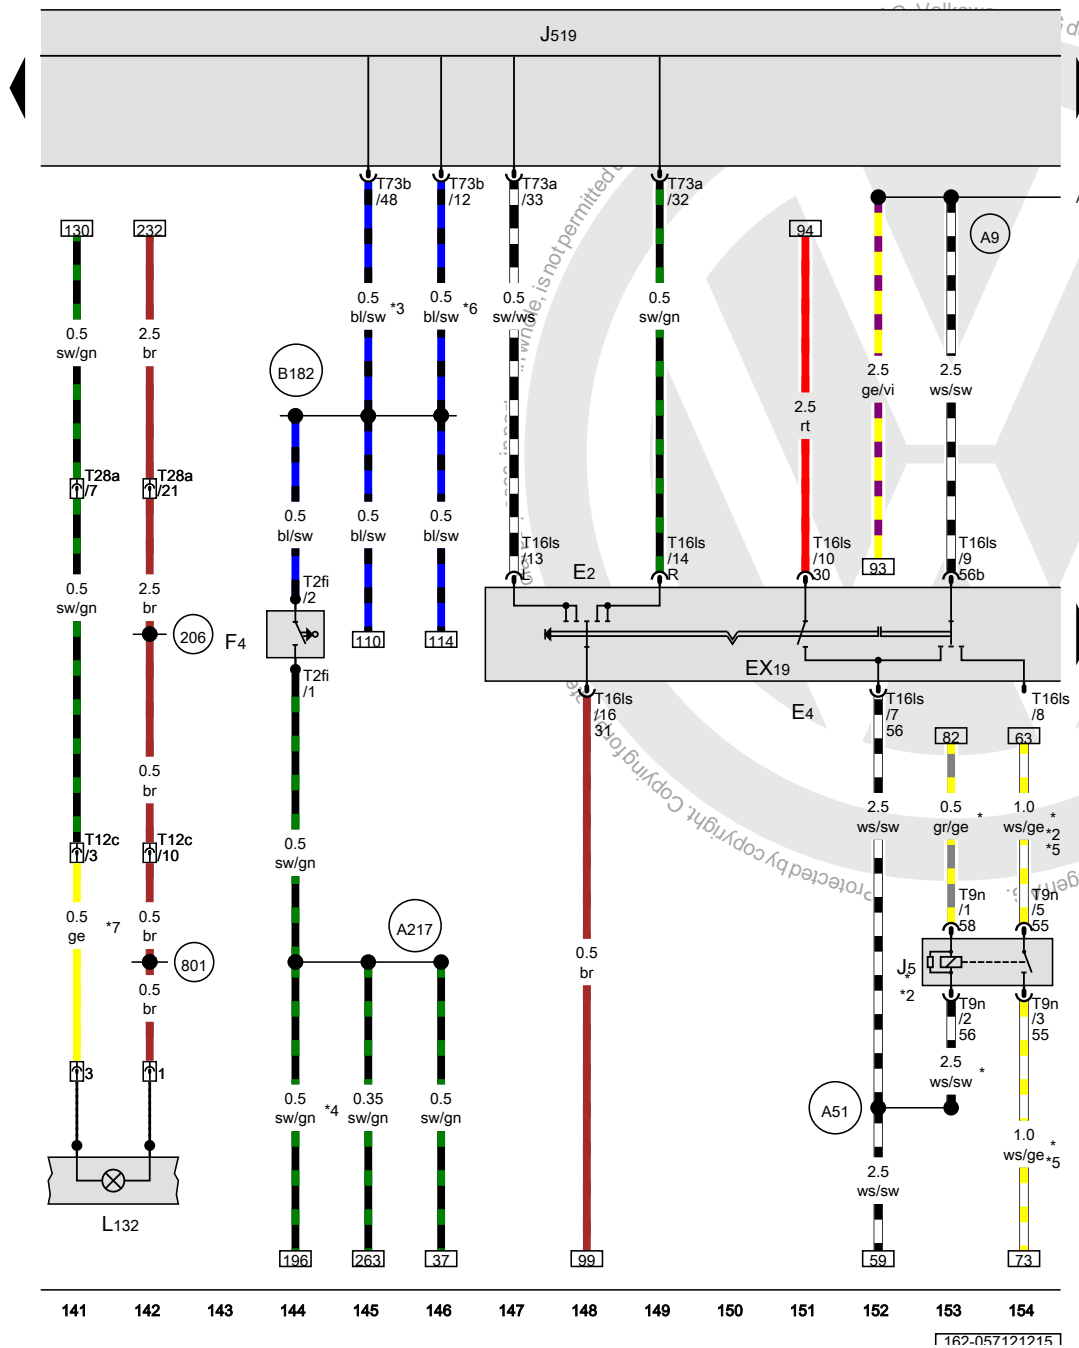 J519
T73b /48
T73b /12
T73a /33
T73a /32
130
232
94
A9
0.5 sw/gn
2.5 br
0.5 bl/sw *3
0.5 bl/sw *6
0.5 sw/ws
0.5 sw/gn
B182
2.5 rt
2.5 ge/vi
2.5 ws/sw
T28a /7
T28a /21
0.5 bl/sw
0.5 bl/sw
0.5 bl/sw
T16ls /13 L
T16ls /14 R
T16ls /10 30
T16ls /9 56b
93
E2
0.5 sw/gn
2.5 br
T2fi /2
206
F4
110
114
T2fi /1
EX19
E4
T16ls /16 31
T16ls /7 56
T16ls /8
82
63
0.5 br
2.5 ws/sw
0.5 gr/ge *
1.0 ws/ge * *2 *5
T12c /3
T12c /10
0.5 sw/gn
T9n /1 58
T9n /5 55
0.5 ge *7
0.5 br
A217
801
0.5 br
J5 * *2
0.5 br
T9n /2 56
T9n /3 55
3
1
2.5 ws/sw *
0.5 sw/gn *4
0.35 sw/gn
0.5 sw/gn
A51
1.0 ws/ge * *5
2.5 ws/sw
L132
196
263
37
99
59
73
141 142 143 144 145 146 147 148 149 150 151 152 153 154
162-057121215
is not permitted
Protected by copyright. Copying for